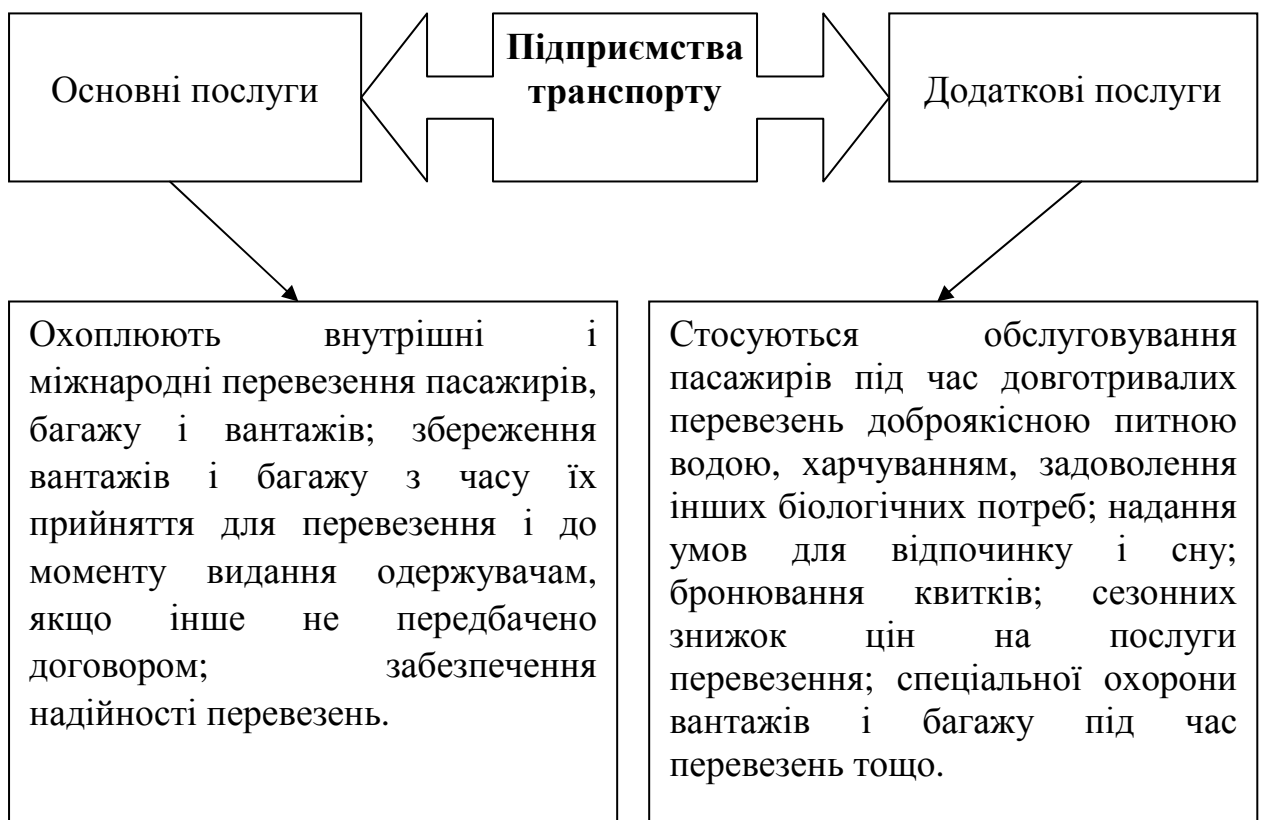 Основні послуги
Підприємства
транспорту
Додаткові послуги
Охоплюють внутрішні і
міжнародні перевезення пасажирів,
багажу і вантажів; збереження
вантажів і багажу з часу їх
прийняття для перевезення і до
моменту видання одержувачам,
якщо інше не передбачено
договором; забезпечення
надійності перевезень.
Стосуються обслуговування
пасажирів під час довготривалих
перевезень доброякісною питною
водою, харчуванням, задоволення
інших біологічних потреб; надання
умов для відпочинку і сну;
бронювання квитків; сезонних
знижок цін на послуги
перевезення; спеціальної охорони
вантажів і багажу під час
перевезень тощо.